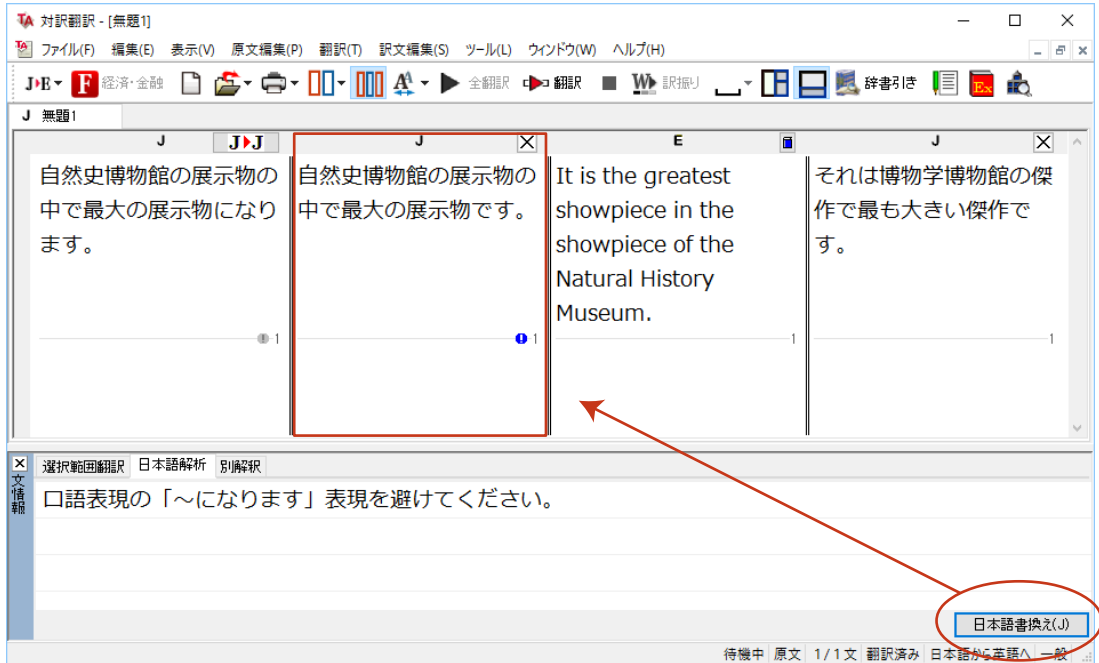 対訳翻訳 - [無題1]
ファイル(F) 編集(E) 表示(V) 原文編集(P) 翻訳(T) 訳文編集(S) ツール(L) ウィンドウ(W) ヘルプ(H)
J E F 経済・金融 A 全翻訳 翻訳 W 訳振り 辞書引き Ex
J 無題1
J J J J E J
自然史博物館の展示物の
中で最大の展示物になり
ます。
1
自然史博物館の展示物の
中で最大の展示物です。
1
It is the greatest
showpiece in the
showpiece of the
Natural History
Museum.
1
それは博物学博物館の傑
作で最も大きい傑作で
す。
1
文情報
選択範囲翻訳 日本語解析 別解釈
口語表現の「～になります」表現を避けてください。
日本語書換え(J)
待機中 原文 1/1文 翻訳済み 日本語から英語へ 一般